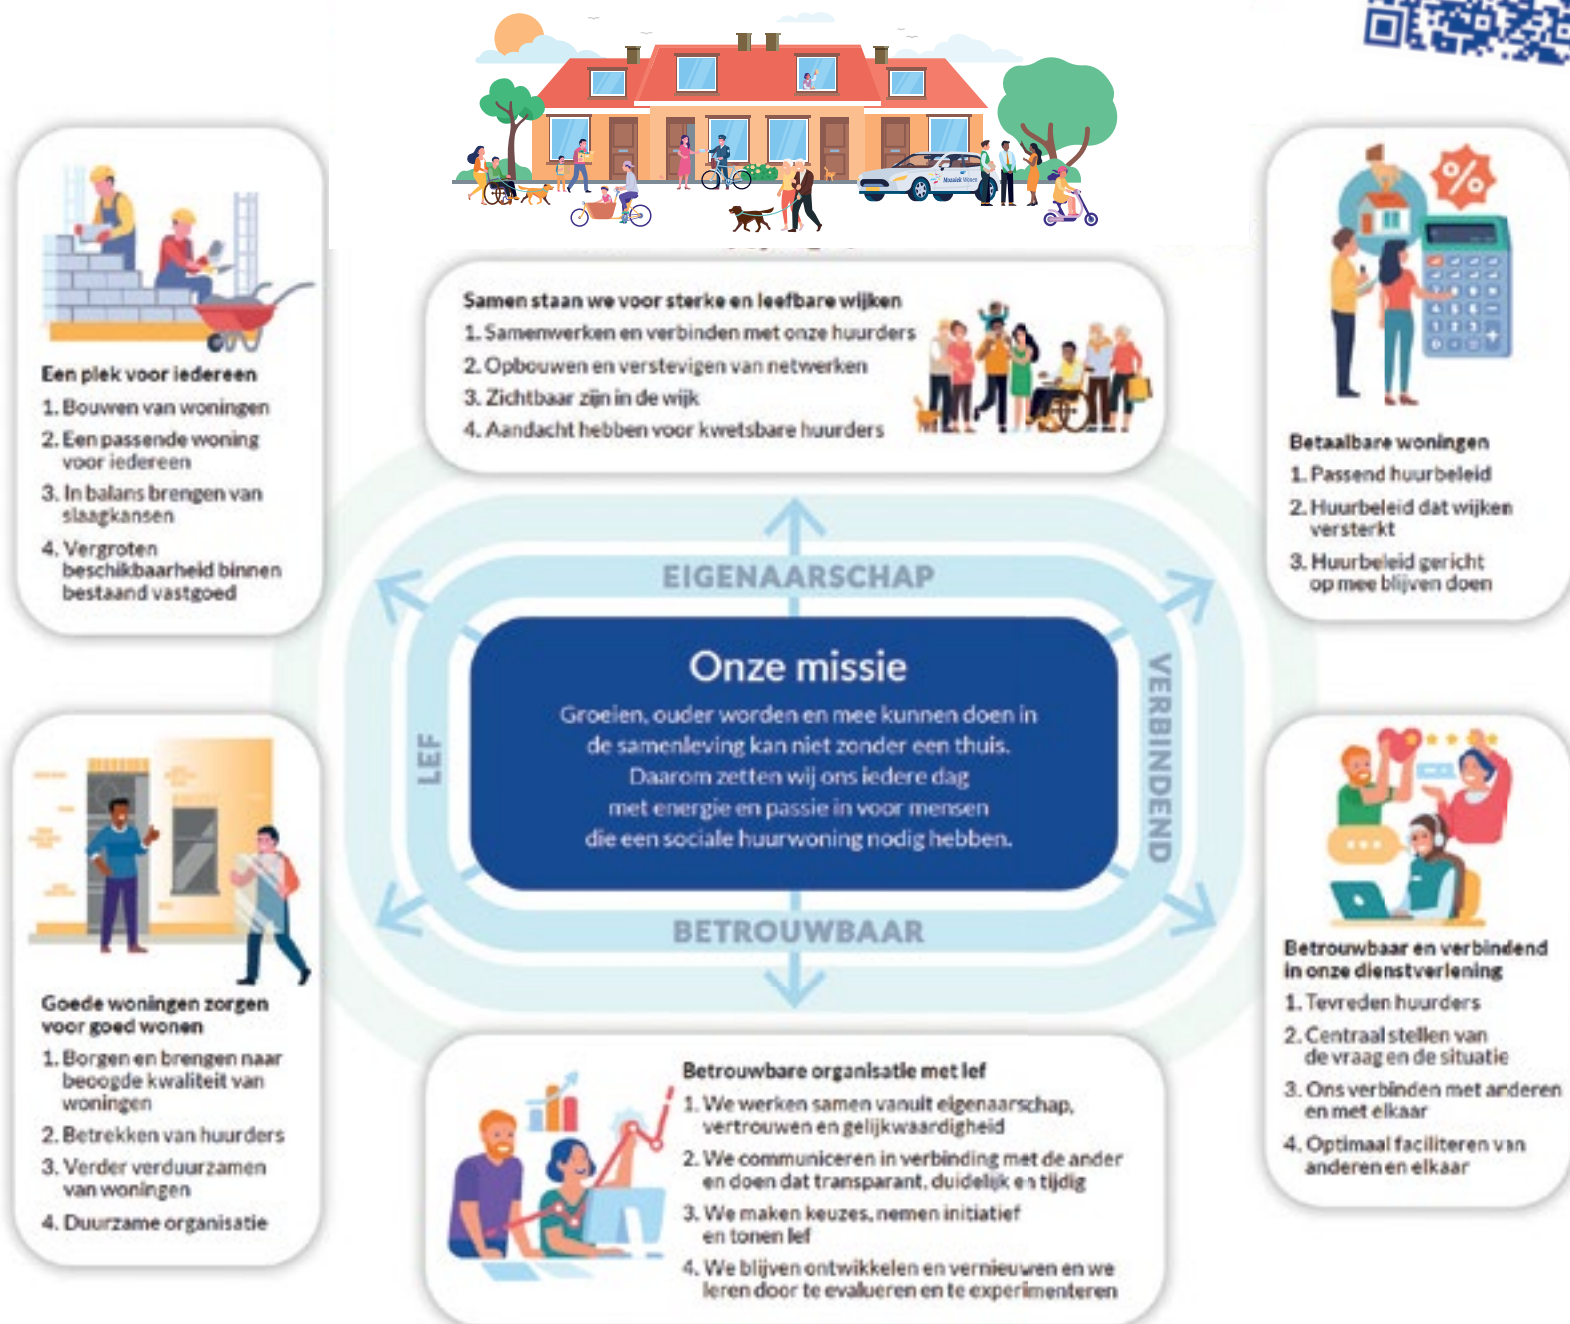 Mozaïek Wonen
Samen staan we voor sterke en leefbare wijken
1. Samenwerken en verbinden met onze huurders
2. Opbouwen en verstevigen van netwerken
3. Zichtbaar zijn in de wijk
4. Aandacht hebben voor kwetsbare huurders
Een plek voor iedereen
1. Bouwen van woningen
2. Een passende woning
voor iedereen
3. In balans brengen van
slaagkansen
4. Vergroten
beschikbaarheid binnen
bestaand vastgoed
%
Betaalbare woningen
1. Passend huurbeleid
2. Huurbeleid dat wijken
versterkt
3. Huurbeleid gericht
op mee blijven doen
EIGENAARSCHAP
LEF
VERBINDEND
BETROUWBAAR
Onze missie
Groeien, ouder worden en mee kunnen doen in
de samenleving kan niet zonder een thuis.
Daarom zetten wij ons iedere dag
met energie en passie in voor mensen
die een sociale huurwoning nodig hebben.
Goede woningen zorgen
voor goed wonen
1. Borgen en brengen naar
beoogde kwaliteit van
woningen
2. Betrekken van huurders
3. Verder verduurzamen
van woningen
4. Duurzame organisatie
Betrouwbare organisatie met lef
1. We werken samen vanuit eigenaarschap,
vertrouwen en gelijkwaardigheid
2. We communiceren in verbinding met de ander
en doen dat transparant, duidelijk en tijdig
3. We maken keuzes, nemen initiatief
en tonen lef
4. We blijven ontwikkelen en vernieuwen en we
leren door te evalueren en te experimenteren
Betrouwbaar en verbindend
in onze dienstverlening
1. Tevreden huurders
2. Centraal stellen van
de vraag en de situatie
3. Ons verbinden met anderen
en met elkaar
4. Optimaal faciliteren van
anderen en elkaar